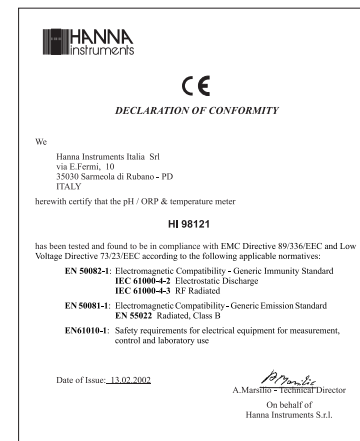 HANNA
instruments
CE
DECLARATION OF CONFORMITY
We
Hanna Instruments Italia Srl
via E.Fermi, 10
35030 Sarmeola di Rubano - PD
ITALY
herewith certify that the pH / ORP & temperature meter
HI 98121
has been tested and found to be in compliance with EMC Directive 89/336/EEC and Low
Voltage Directive 73/23/EEC according to the following applicable normatives:
EN 50082-1: Electromagnetic Compatibility - Generic Immunity Standard
IEC 61000-4-2 Electrostatic Discharge
IEC 61000-4-3 RF Radiated
EN 50081-1: Electromagnetic Compatibility - Generic Emission Standard
EN 55022 Radiated, Class B
EN61010-1: Safety requirements for electrical equipment for measurement,
control and laboratory use
Date of Issue: 13.02.2002
A.Marsilio
A.Marsilio - Technical Director
On behalf of
Hanna Instruments S.r.l.